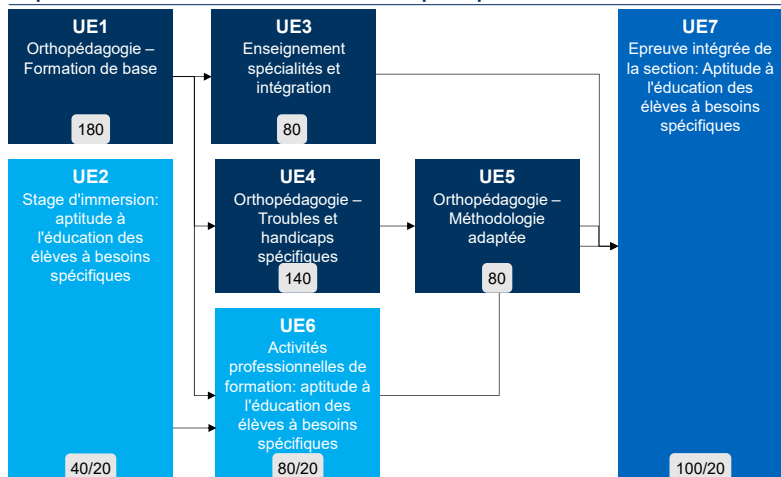 UE1
Orthopédagogie –
Formation de base
180
UE3
Enseignement
spécialités et
intégration
80
UE7
Epreuve intégrée de
la section: Aptitude à
l'éducation des
élèves à besoins
spécifiques
100/20
UE2
Stage d'immersion:
aptitude à
l'éducation des
élèves à besoins
spécifiques
40/20
UE4
Orthopédagogie –
Troubles et
handicaps
spécifiques
140
UE5
Orthopédagogie –
Méthodologie
adaptée
80
UE6
Activités
professionnelles de
formation: aptitude à
l'éducation des
élèves à besoins
spécifiques
80/20